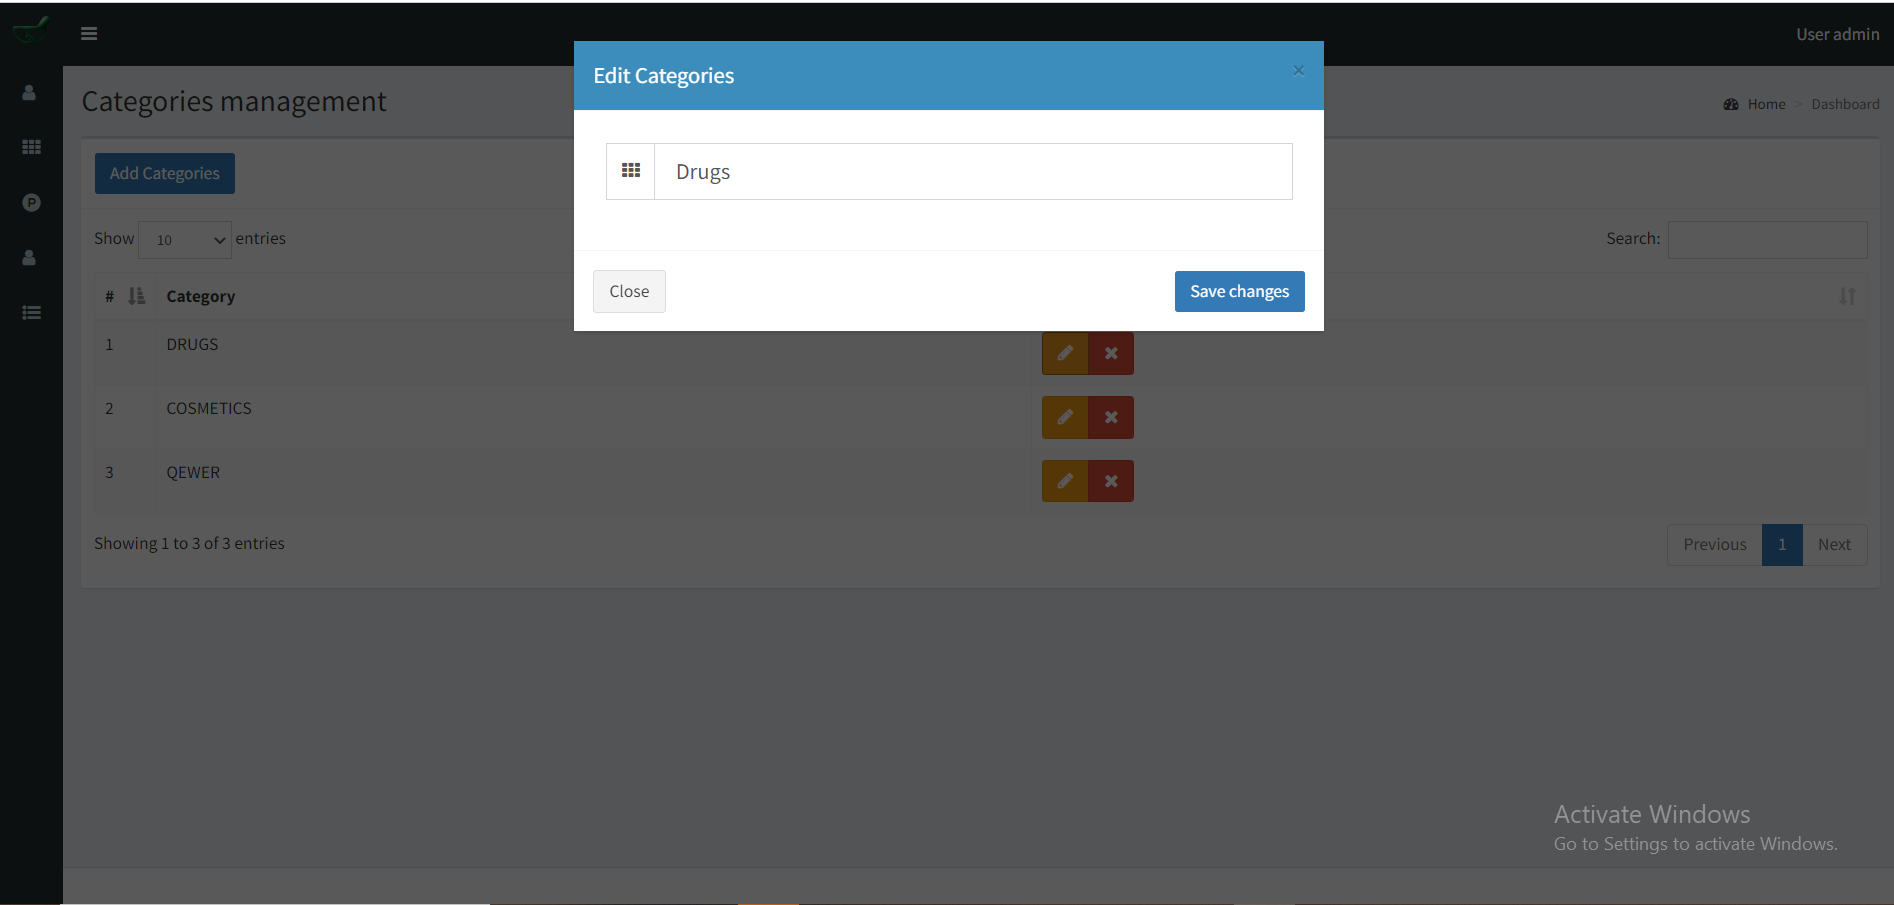 User admin
Edit Categories
×
Categories management
Home > Dashboard
Add Categories
Drugs
Show 10 entries
Search:
Close
Save changes
# Category
1 DRUGS
2 COSMETICS
3 QEWER
Showing 1 to 3 of 3 entries
Previous 1 Next
Activate Windows
Go to Settings to activate Windows.